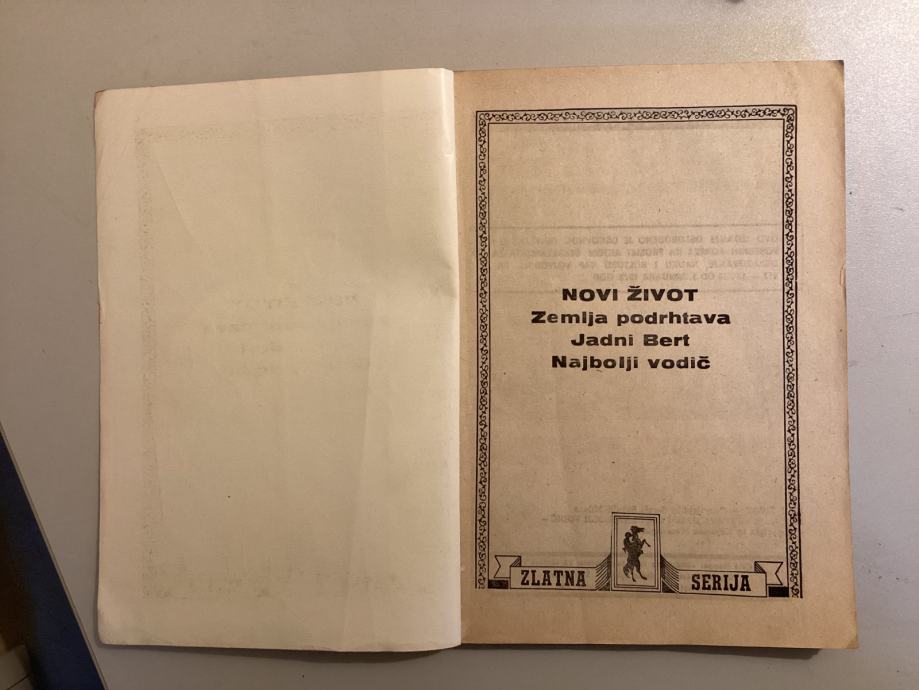 NOVI ŽIVOT
Zemlja podrhtava
Jadni Bert
Najbolji vodič
ZLATNA SERIJA